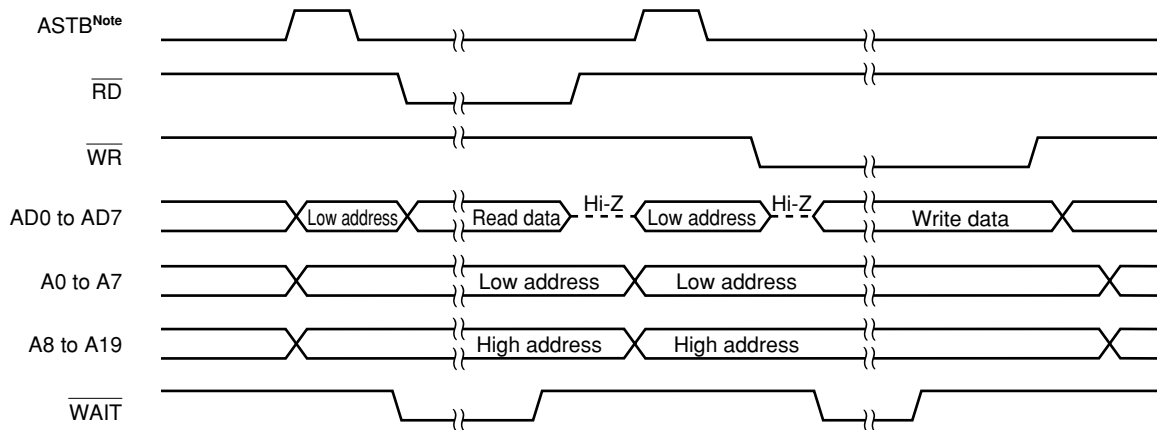 ASTBNote
RD
WR
AD0 to AD7 Low address Read data Hi-Z Low address Hi-Z Write data
A0 to A7 Low address Low address
A8 to A19 High address High address
WAIT